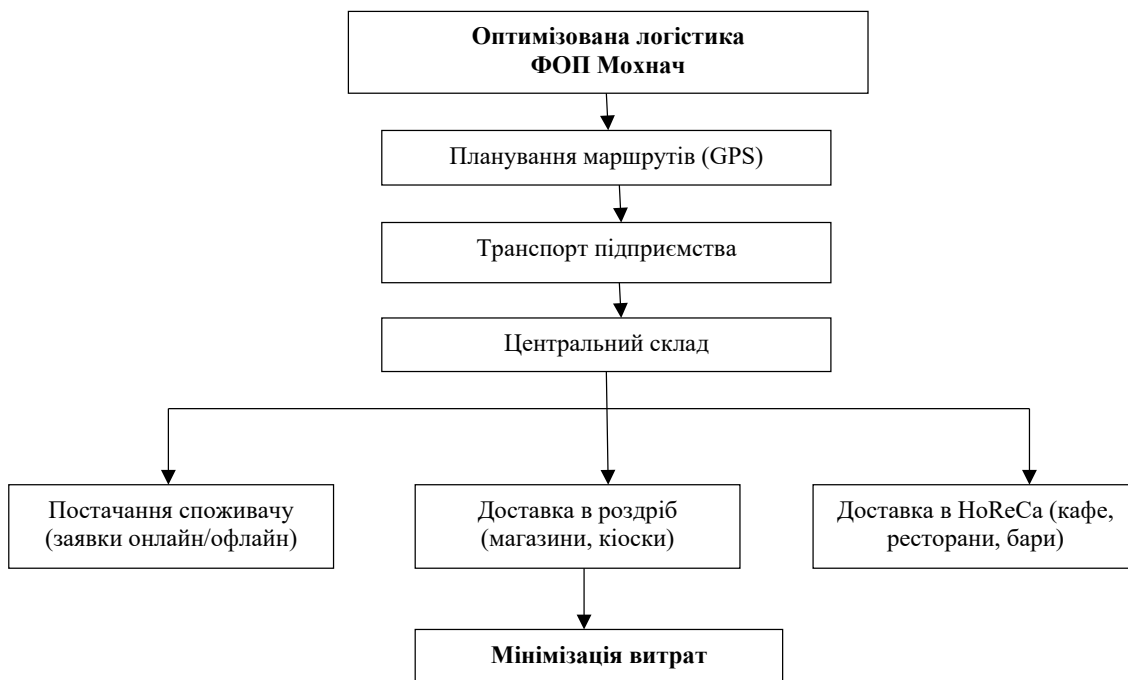 Оптимізована логістика
ФОП Мохнач
Планування маршрутів (GPS)
Транспорт підприємства
Центральний склад
Постачання споживачу
(заявки онлайн/офлайн)
Доставка в роздріб
(магазини, кіоски)
Доставка в HoReCa (кафе,
ресторани, бари)
Мінімізація витрат